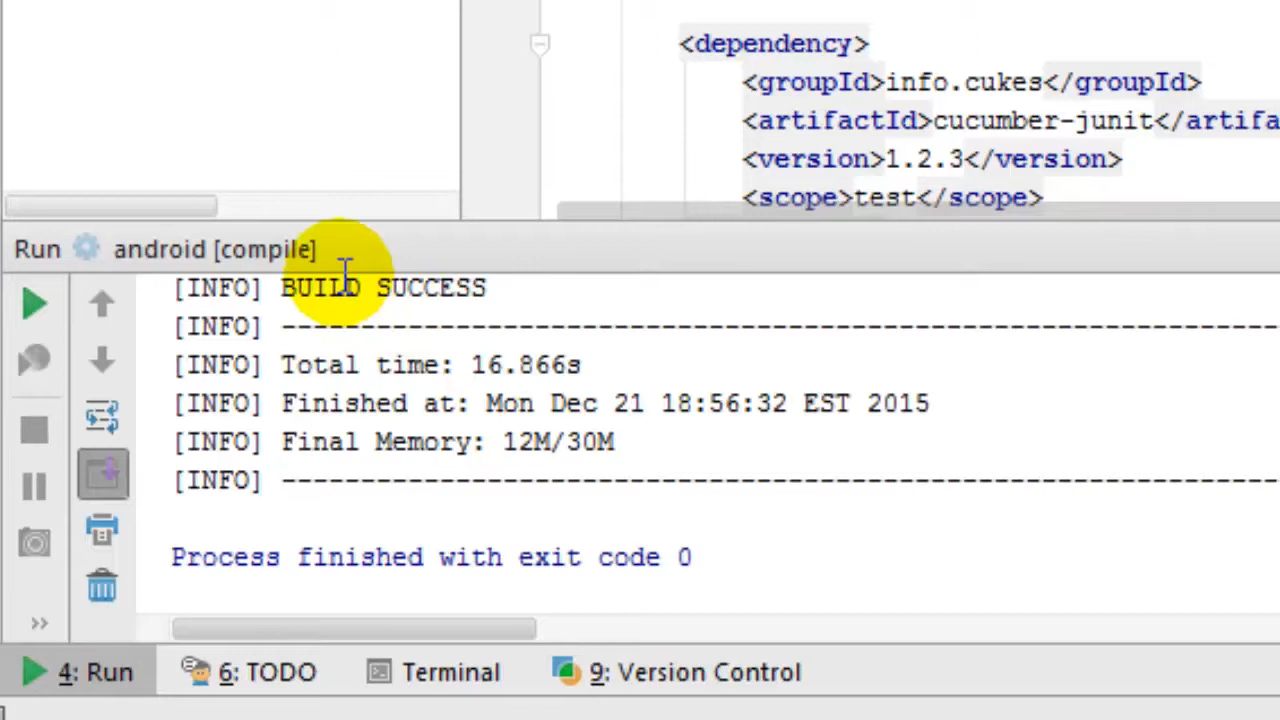 <dependency>
<groupId>info.cukes</groupId>
<artifactId>cucumber-junit</artifa
<version>1.2.3</version>
<scope>test</scope>
Run android [compile]
[INFO] BUILD SUCCESS
[INFO] ------------------------------------------------------------------------
[INFO] Total time: 16.866s
[INFO] Finished at: Mon Dec 21 18:56:32 EST 2015
[INFO] Final Memory: 12M/30M
[INFO] ------------------------------------------------------------------------
Process finished with exit code 0
4: Run 6: TODO Terminal 9: Version Control